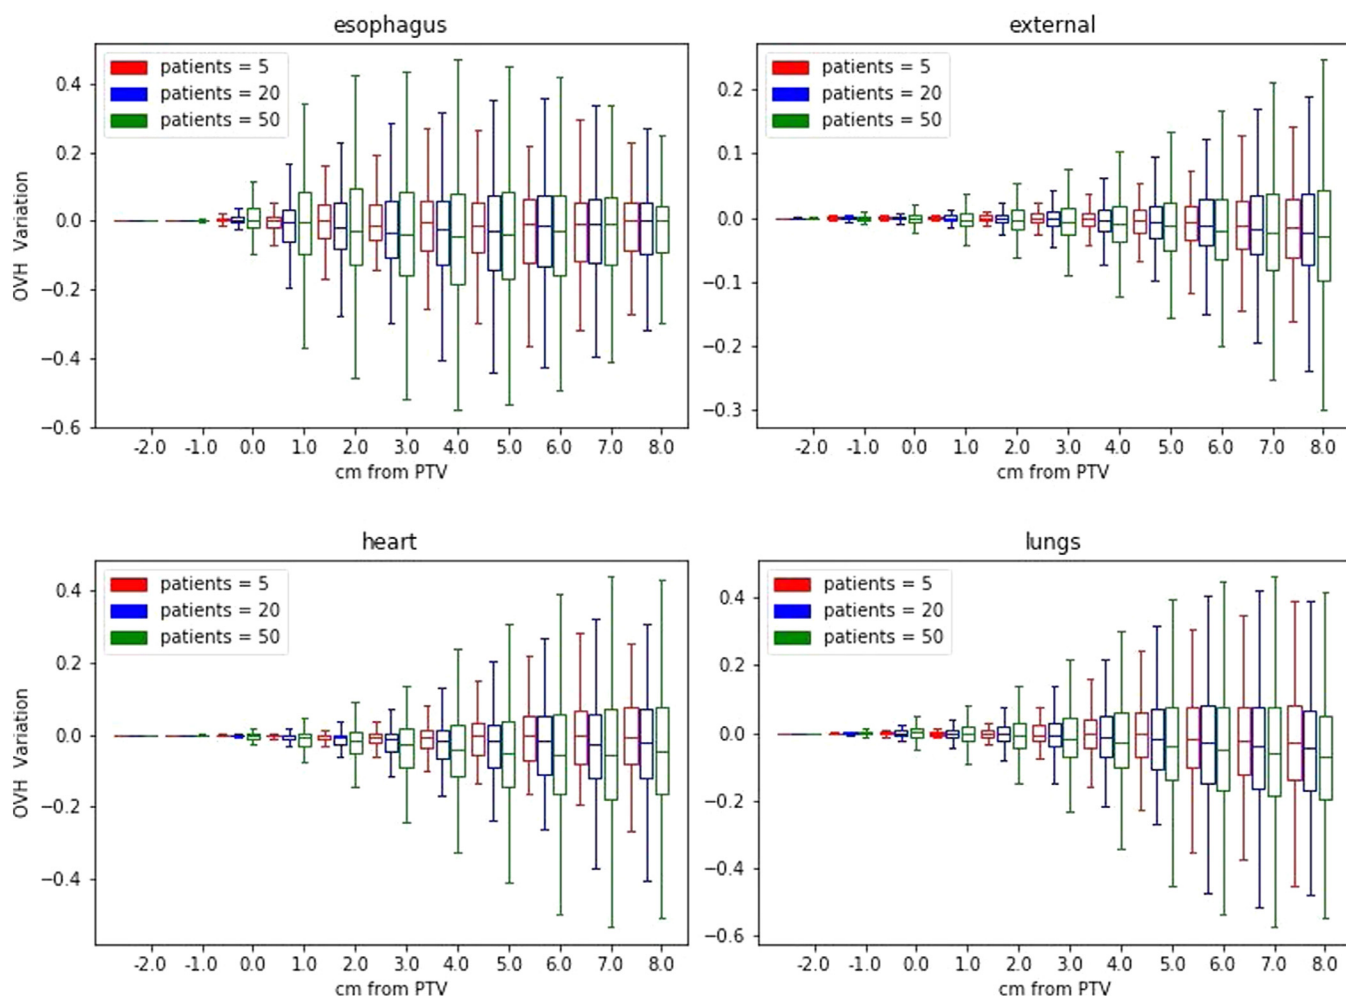 esophagus
patients = 5
patients = 20
patients = 50
OVH Variation
0.4
0.2
0.0
−0.2
−0.4
−0.6
-2.0 -1.0 0.0 1.0 2.0 3.0 4.0 5.0 6.0 7.0 8.0
cm from PTV
external
patients = 5
patients = 20
patients = 50
0.2
0.1
0.0
−0.1
−0.2
−0.3
-2.0 -1.0 0.0 1.0 2.0 3.0 4.0 5.0 6.0 7.0 8.0
cm from PTV
heart
patients = 5
patients = 20
patients = 50
OVH Variation
0.4
0.2
0.0
−0.2
−0.4
-2.0 -1.0 0.0 1.0 2.0 3.0 4.0 5.0 6.0 7.0 8.0
cm from PTV
lungs
patients = 5
patients = 20
patients = 50
0.4
0.2
0.0
−0.2
−0.4
−0.6
-2.0 -1.0 0.0 1.0 2.0 3.0 4.0 5.0 6.0 7.0 8.0
cm from PTV